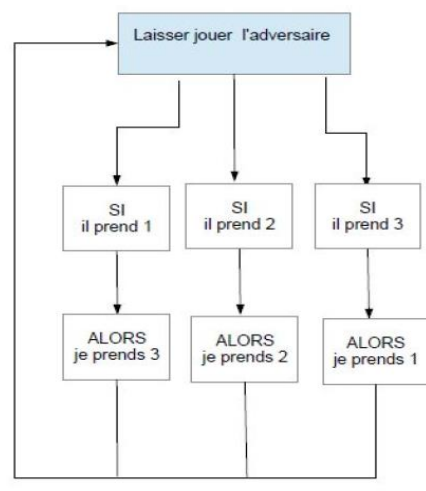 Laisser jouer l'adversaire
SI
il prend 1
SI
il prend 2
SI
il prend 3
ALORS
je prends 3
ALORS
je prends 2
ALORS
je prends 1